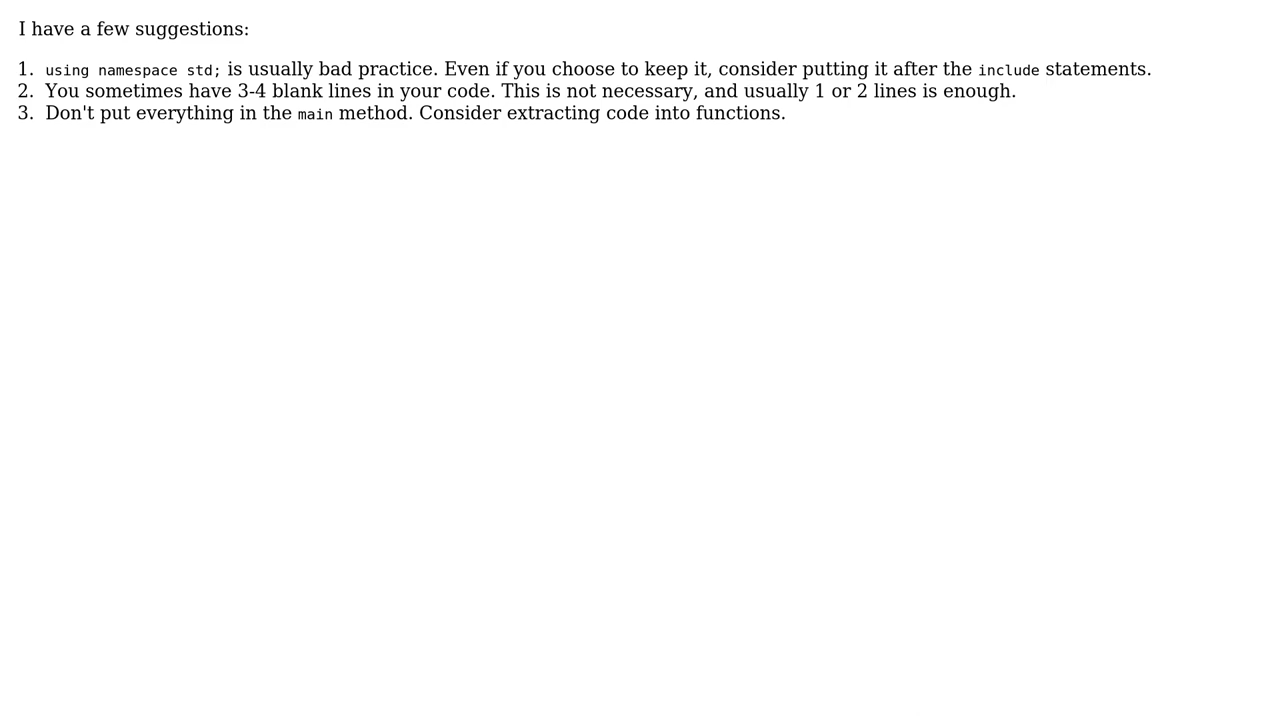 I have a few suggestions:
1. using namespace std; is usually bad practice. Even if you choose to keep it, consider putting it after the include statements.
2. You sometimes have 3-4 blank lines in your code. This is not necessary, and usually 1 or 2 lines is enough.
3. Don't put everything in the main method. Consider extracting code into functions.